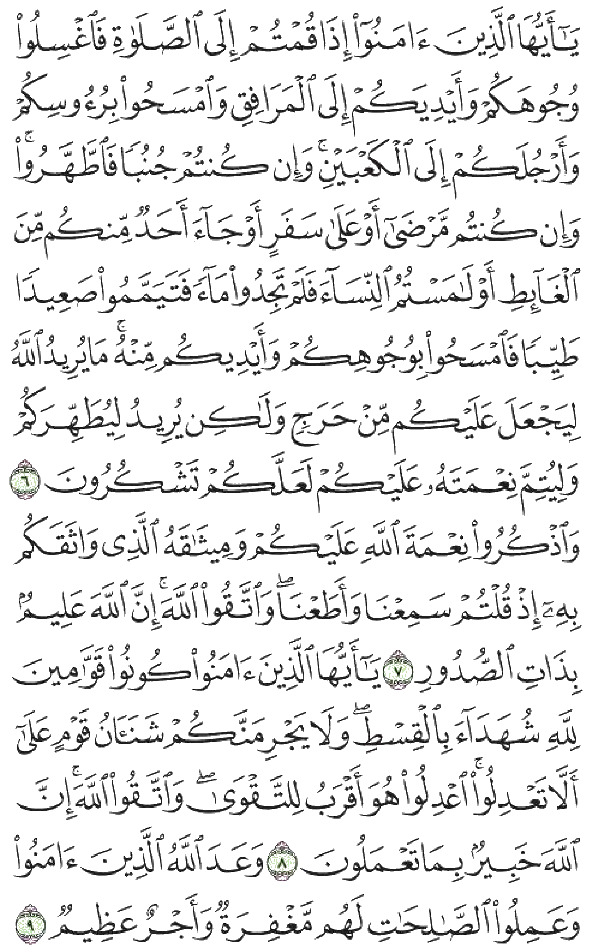 يَـٰٓأَيُّهَا ٱلَّذِينَ ءَامَنُوٓا۟ إِذَا قُمْتُمْ إِلَى ٱلصَّلَوٰةِ فَٱغْسِلُوا۟
وُجُوهَكُمْ وَأَيْدِيَكُمْ إِلَى ٱلْمَرَافِقِ وَٱمْسَحُوا۟ بِرُءُوسِكُمْ
وَأَرْجُلَكُمْ إِلَى ٱلْكَعْبَيْنِ ۚ وَإِن كُنتُمْ جُنُبًا فَٱطَّهَّرُوا۟ ۚ
وَإِن كُنتُم مَّرْضَىٰٓ أَوْ عَلَىٰ سَفَرٍ أَوْ جَآءَ أَحَدٌ مِّنكُم مِّنَ
ٱلْغَآئِطِ أَوْ لَـٰمَسْتُمُ ٱلنِّسَآءَ فَلَمْ تَجِدُوا۟ مَآءً فَتَيَمَّمُوا۟ صَعِيدًا
طَيِّبًا فَٱمْسَحُوا۟ بِوُجُوهِكُمْ وَأَيْدِيكُم مِّنْهُ ۚ مَا يُرِيدُ ٱللَّهُ
لِيَجْعَلَ عَلَيْكُم مِّنْ حَرَجٍ وَلَـٰكِن يُرِيدُ لِيُطَهِّرَكُمْ
وَلِيُتِمَّ نِعْمَتَهُۥ عَلَيْكُمْ لَعَلَّكُمْ تَشْكُرُونَ ٦
وَٱذْكُرُوا۟ نِعْمَةَ ٱللَّهِ عَلَيْكُمْ وَمِيثَـٰقَهُ ٱلَّذِى وَاثَقَكُم
بِهِۦٓ إِذْ قُلْتُمْ سَمِعْنَا وَأَطَعْنَا ۖ وَٱتَّقُوا۟ ٱللَّهَ ۚ إِنَّ ٱللَّهَ عَلِيمٌۢ
بِذَاتِ ٱلصُّدُورِ ٧ يَـٰٓأَيُّهَا ٱلَّذِينَ ءَامَنُوا۟ كُونُوا۟ قَوَّٰمِينَ
لِلَّهِ شُهَدَآءَ بِٱلْقِسْطِ ۖ وَلَا يَجْرِمَنَّكُمْ شَنَـَٔانُ قَوْمٍ عَلَىٰٓ
أَلَّا تَعْدِلُوا۟ ۚ ٱعْدِلُوا۟ هُوَ أَقْرَبُ لِلتَّقْوَىٰ ۖ وَٱتَّقُوا۟ ٱللَّهَ ۚ إِنَّ
ٱللَّهَ خَبِيرٌۢ بِمَا تَعْمَلُونَ ٨ وَعَدَ ٱللَّهُ ٱلَّذِينَ ءَامَنُوا۟
وَعَمِلُوا۟ ٱلصَّـٰلِحَـٰتِ لَهُم مَّغْفِرَةٌ وَأَجْرٌ عَظِيمٌ ٩